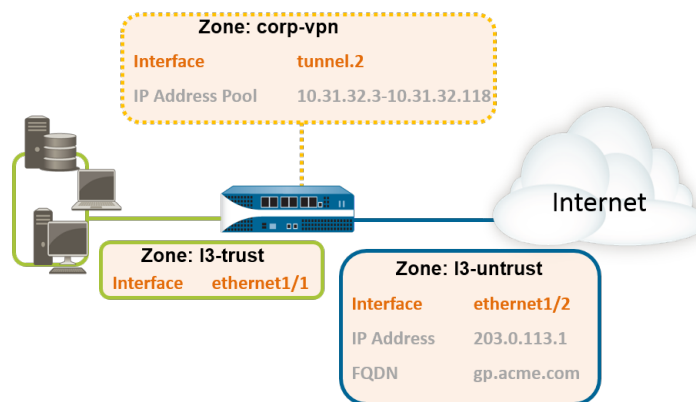 Zone: corp-vpn
Interface tunnel.2
IP Address Pool 10.31.32.3-10.31.32.118
Internet
Zone: l3-trust
Interface ethernet1/1
Zone: l3-untrust
Interface ethernet1/2
IP Address 203.0.113.1
FQDN gp.acme.com